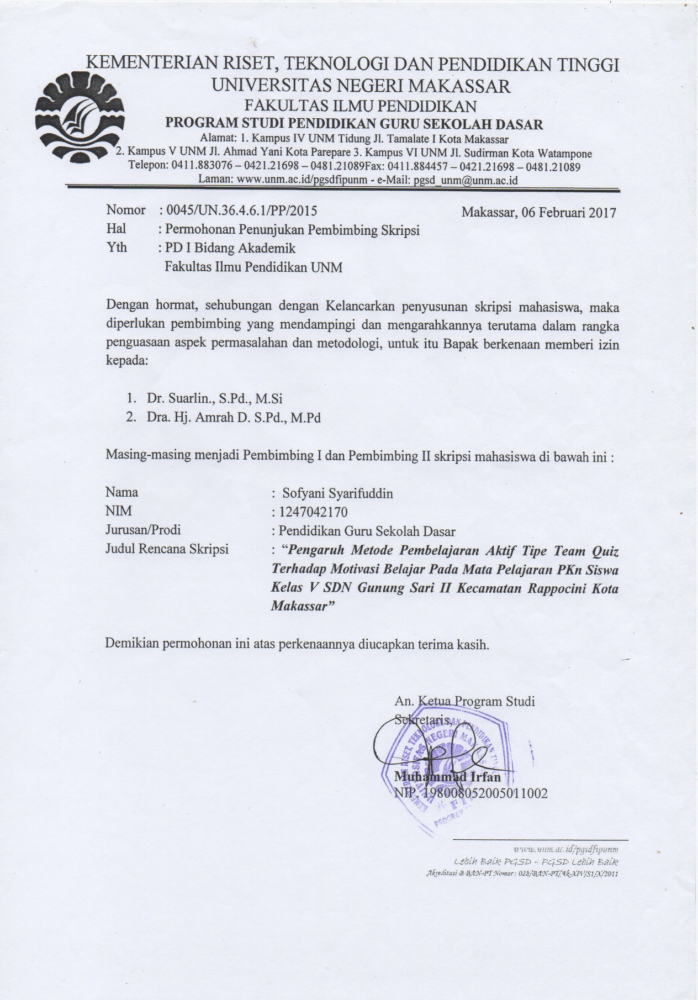 KEMENTERIAN RISET, TEKNOLOGI DAN PENDIDIKAN TINGGI
UNIVERSITAS NEGERI MAKASSAR
FAKULTAS ILMU PENDIDIKAN
PROGRAM STUDI PENDIDIKAN GURU SEKOLAH DASAR
Alamat: 1. Kampus IV UNM Tidung Jl. Tamalate I Kota Makassar
2. Kampus V UNM Jl. Ahmad Yani Kota Parepare 3. Kampus VI UNM Jl. Sudirman Kota Watampone
Telepon: 0411.883076 – 0421.21698 – 0481.21089Fax: 0411.884457 – 0421.21698 – 0481.21089
Laman: www.unm.ac.id/pgsdfipunm - e-Mail: pgsd_unm@unm.ac.id
Nomor : 0045/UN.36.4.6.1/PP/2015 Makassar, 06 Februari 2017
Hal : Permohonan Penunjukan Pembimbing Skripsi
Yth : PD I Bidang Akademik
Fakultas Ilmu Pendidikan UNM
Dengan hormat, sehubungan dengan Kelancarkan penyusunan skripsi mahasiswa, maka
diperlukan pembimbing yang mendampingi dan mengarahkannya terutama dalam rangka
penguasaan aspek permasalahan dan metodologi, untuk itu Bapak berkenaan memberi izin
kepada:
1. Dr. Suarlin., S.Pd., M.Si
2. Dra. Hj. Amrah D. S.Pd., M.Pd
Masing-masing menjadi Pembimbing I dan Pembimbing II skripsi mahasiswa di bawah ini :
Nama : Sofyani Syarifuddin
NIM : 1247042170
Jurusan/Prodi : Pendidikan Guru Sekolah Dasar
Judul Rencana Skripsi : “Pengaruh Metode Pembelajaran Aktif Tipe Team Quiz
Terhadap Motivasi Belajar Pada Mata Pelajaran PKn Siswa
Kelas V SDN Gunung Sari II Kecamatan Rappocini Kota
Makassar”
Demikian permohonan ini atas perkenaannya diucapkan terima kasih.
An. Ketua Program Studi
Sekretaris,
RISET, TEKNOLOGI DAN PENDIDIKAN
NEGERI
Muhammad Irfan
NIP. 198008052005011002
www.unm.ac.id/pgsdfipunm
Lebih Baik PGSD – PGSD Lebih Baik
Akreditasi B BAN-PT Nomor: 028/BAN-PT/Ak-XIV/S1/X/2011